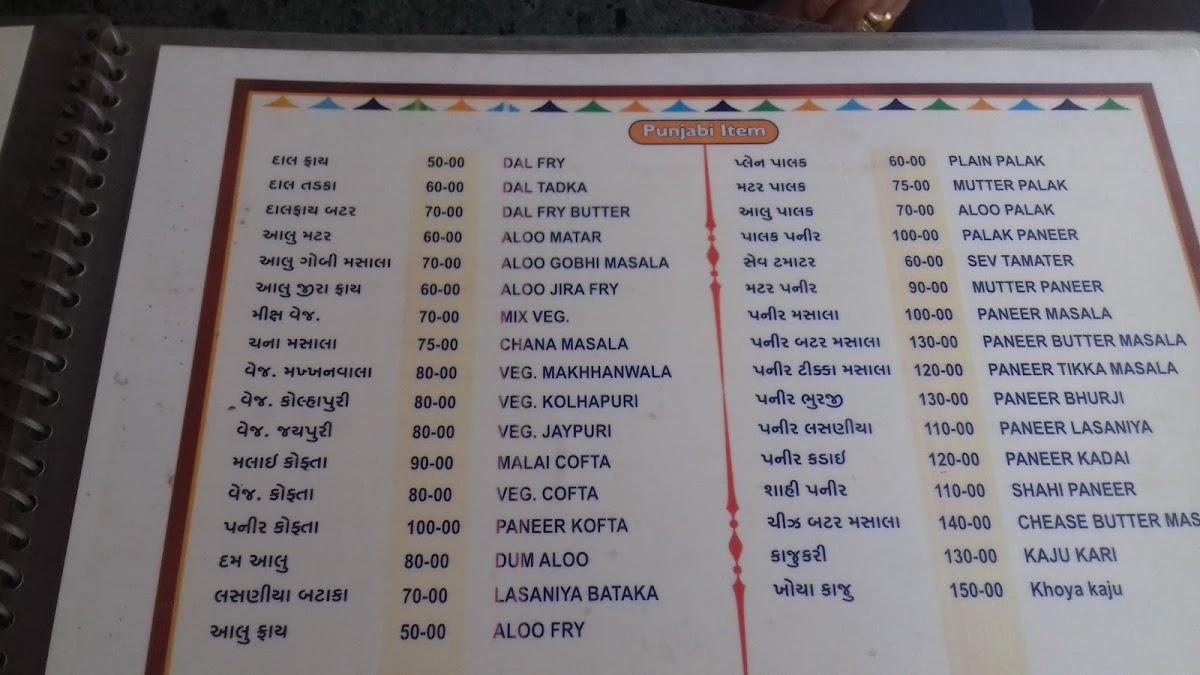 Punjabi Item
દાલ ફ્રાય 50-00 DAL FRY
દાલ તડકા 60-00 DAL TADKA
દાલફ્રાય બટર 70-00 DAL FRY BUTTER
આલુ મટર 60-00 ALOO MATAR
આલુ ગોબી મસાલા 70-00 ALOO GOBHI MASALA
આલુ જીરા ફ્રાય 60-00 ALOO JIRA FRY
મીક્ષ વેજ. 70-00 MIX VEG.
ચના મસાલા 75-00 CHANA MASALA
વેજ. મખ્ખનવાલા 80-00 VEG. MAKHHANWALA
વેજ. કોલ્હાપુરી 80-00 VEG. KOLHAPURI
વેજ. જયપુરી 80-00 VEG. JAYPURI
મલાઇ કોફ્તા 90-00 MALAI COFTA
વેજ. કોફ્તા 80-00 VEG. COFTA
પનીર કોફ્તા 100-00 PANEER KOFTA
દમ આલુ 80-00 DUM ALOO
લસણીયા બટાકા 70-00 LASANIYA BATAKA
આલુ ફ્રાય 50-00 ALOO FRY
પ્લેન પાલક 60-00 PLAIN PALAK
મટર પાલક 75-00 MUTTER PALAK
આલુ પાલક 70-00 ALOO PALAK
પાલક પનીર 100-00 PALAK PANEER
સેવ ટમાટર 60-00 SEV TAMATER
મટર પનીર 90-00 MUTTER PANEER
પનીર મસાલા 100-00 PANEER MASALA
પનીર બટર મસાલા 130-00 PANEER BUTTER MASALA
પનીર ટીક્કા મસાલા 120-00 PANEER TIKKA MASALA
પનીર ભુરજી 130-00 PANEER BHURJI
પનીર લસણીયા 110-00 PANEER LASANIYA
પનીર કડાઇ 120-00 PANEER KADAI
શાહી પનીર 110-00 SHAHI PANEER
ચીઝ બટર મસાલા 140-00 CHEASE BUTTER MAS
કાજુકરી 130-00 KAJU KARI
ખોયા કાજુ 150-00 Khoya kaju